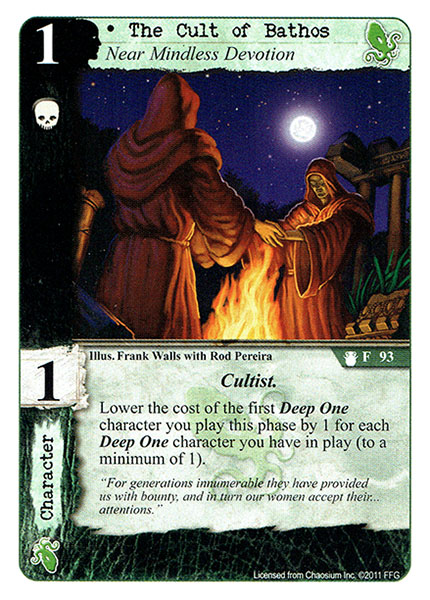 1
• The Cult of Bathos
Near Mindless Devotion
Illus. Frank Walls with Rod Pereira
F 93
1
Cultist.
Lower the cost of the first Deep One
character you play this phase by 1 for each
Deep One character you have in play (to a
minimum of 1).
“For generations innumerable they have provided
us with bounty, and in turn our women accept their...
attentions.”
Character
Licensed from Chaosium Inc. ©2011 FFG